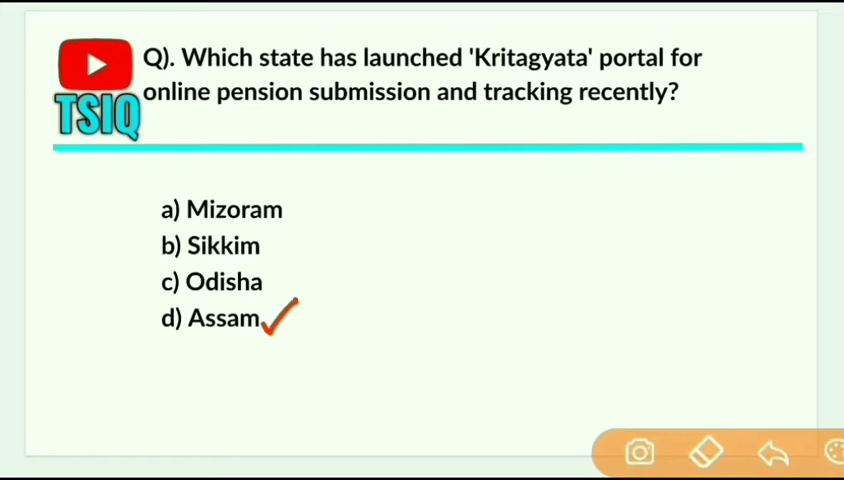 Q). Which state has launched 'Kritagyata' portal for
TSIQ
online pension submission and tracking recently?
a) Mizoram
b) Sikkim
c) Odisha
d) Assam